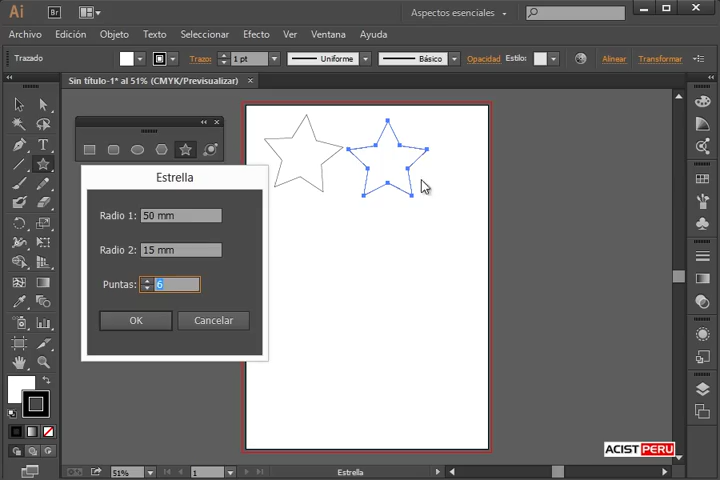 Ai Br Aspectos esenciales
Archivo Edición Objeto Texto Seleccionar Efecto Ver Ventana Ayuda
Trazado Trazo: 1 pt Uniforme Básico Opacidad Estilo: Alinear Transformar
Sin título-1* al 51% (CMYK/Previsualizar)
Estrella
Radio 1: 50 mm
Radio 2: 15 mm
Puntas: 6
OK Cancelar
ACIST PERU
51% 1 Estrella